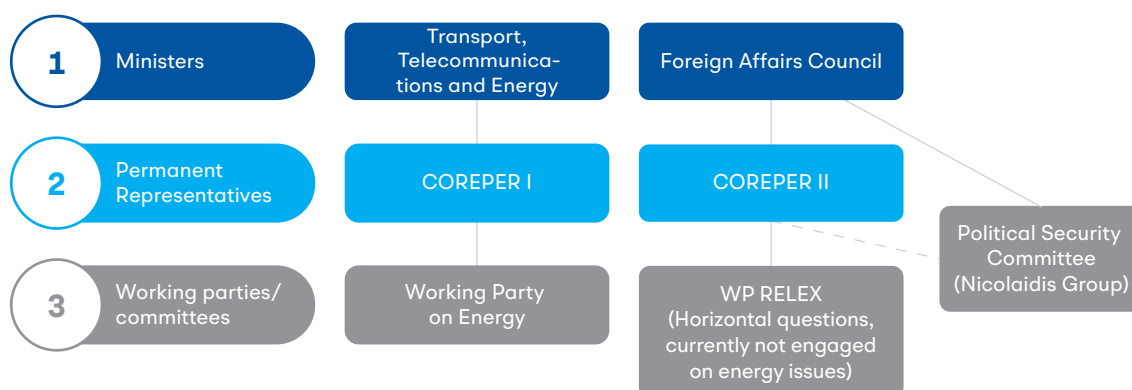 1
Ministers
Transport,
Telecommunica-
tions and Energy
Foreign Affairs Council
2
Permanent
Representatives
COREPER I
COREPER II
Political Security
Committee
(Nicolaidis Group)
3
Working parties/
committees
Working Party
on Energy
WP RELEX
(Horizontal questions,
currently not engaged
on energy issues)